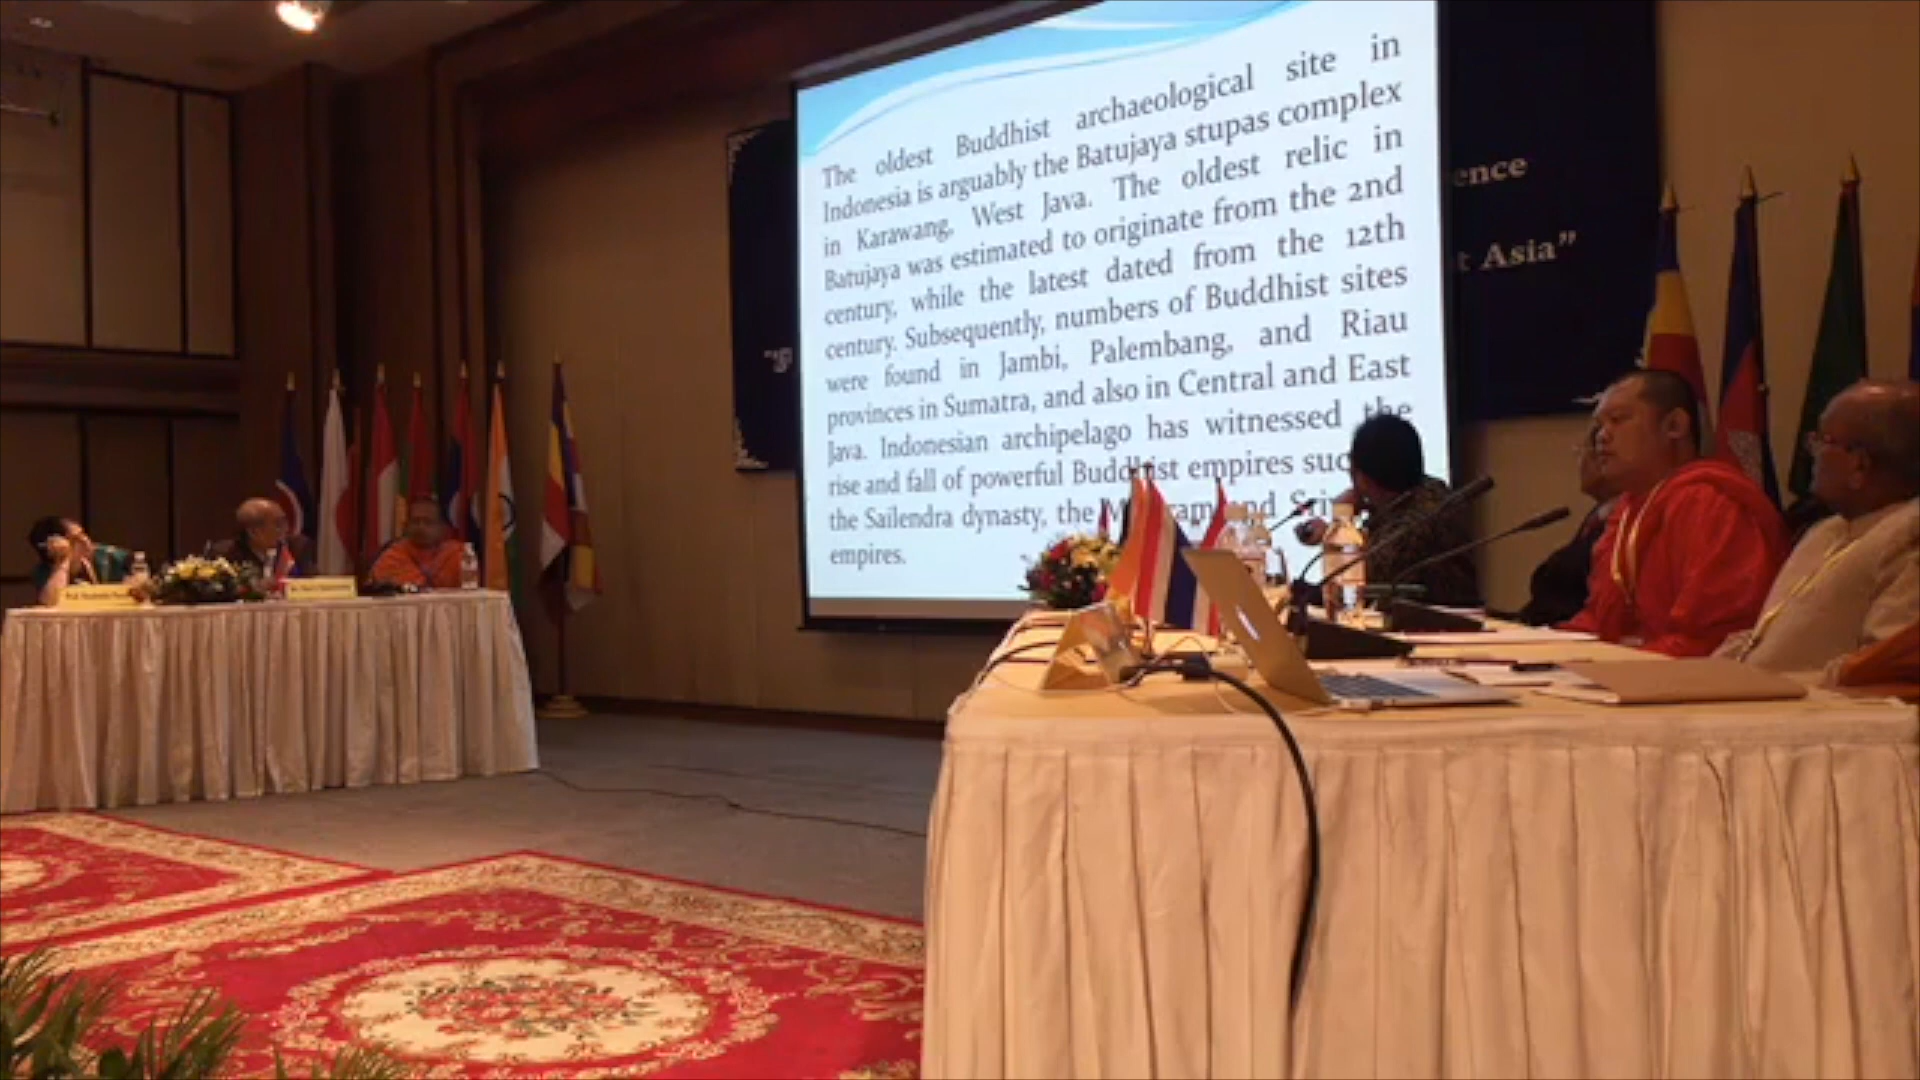 The oldest Buddhist archaeological site in
Indonesia is arguably the Batujaya stupas complex
in Karawang, West Java. The oldest relic in
Batujaya was estimated to originate from the 2nd
century, while the latest dated from the 12th
century. Subsequently, numbers of Buddhist sites
were found in Jambi, Palembang, and Riau
provinces in Sumatra, and also in Central and East
Java. Indonesian archipelago has witnessed the
rise and fall of powerful Buddhist empires suc
the Sailendra dynasty, the M ram nd Sri
empires.
ence
t Asia”